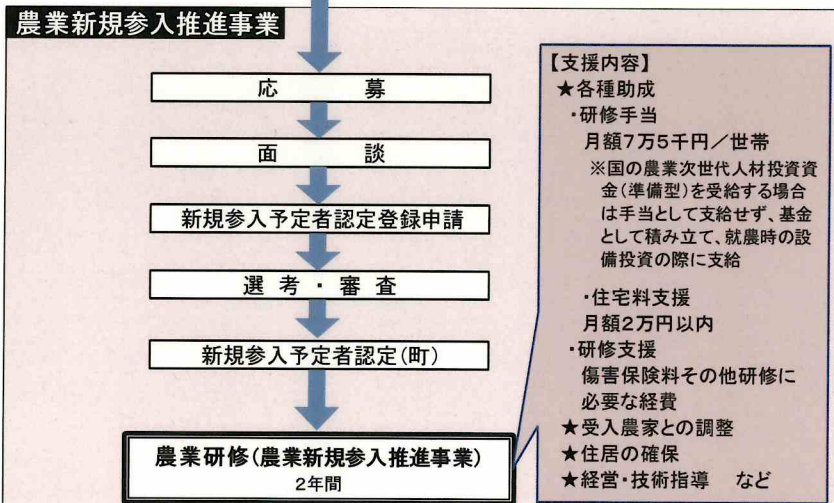 農業新規参入推進事業
応　募
面　談
新規参入予定者認定登録申請
選　考　・　審　査
新規参入予定者認定(町)
農業研修(農業新規参入推進事業)
2年間
【支援内容】
★各種助成
・研修手当
月額7万5千円／世帯
※国の農業次世代人材投資資
金(準備型)を受給する場合
は手当として支給せず、基金
として積み立て、就農時の設
備投資の際に支給
・住宅料支援
月額2万円以内
・研修支援
傷害保険料その他研修に
必要な経費
★受入農家との調整
★住居の確保
★経営・技術指導　など